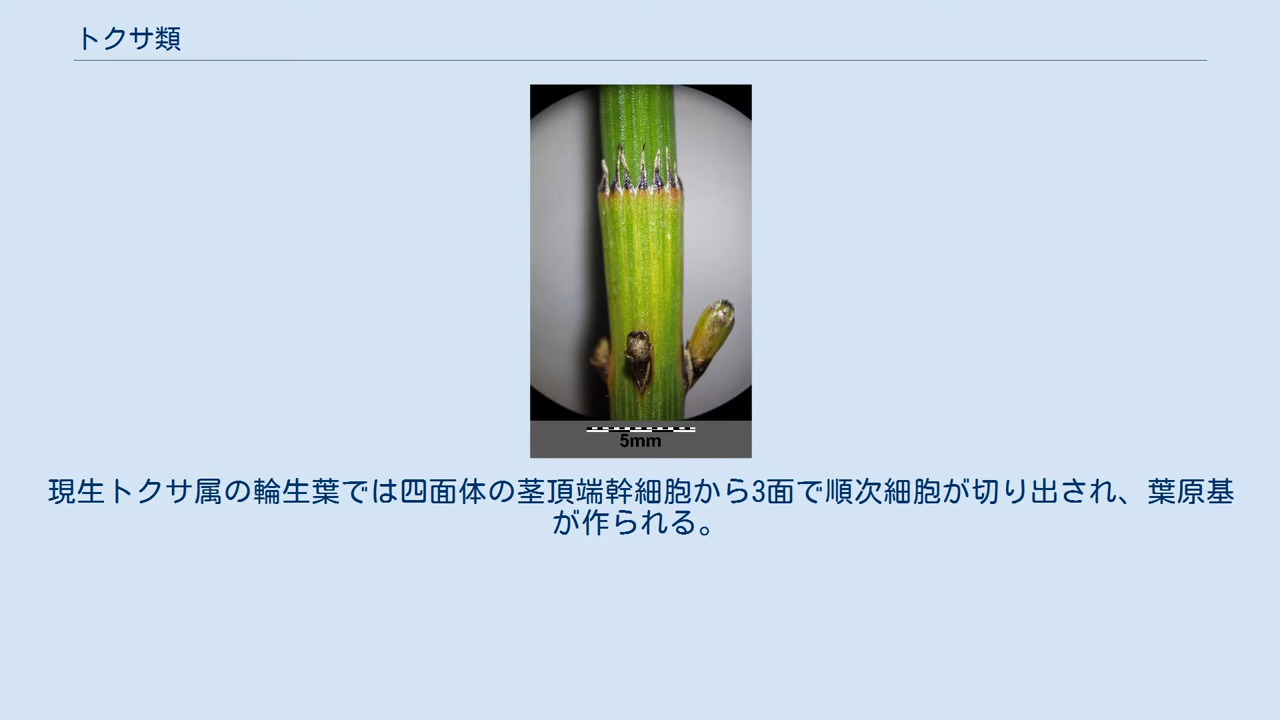 トクサ類
5mm
現生トクサ属の輪生葉では四面体の茎頂端幹細胞から3面で順次細胞が切り出され、葉原基
が作られる。